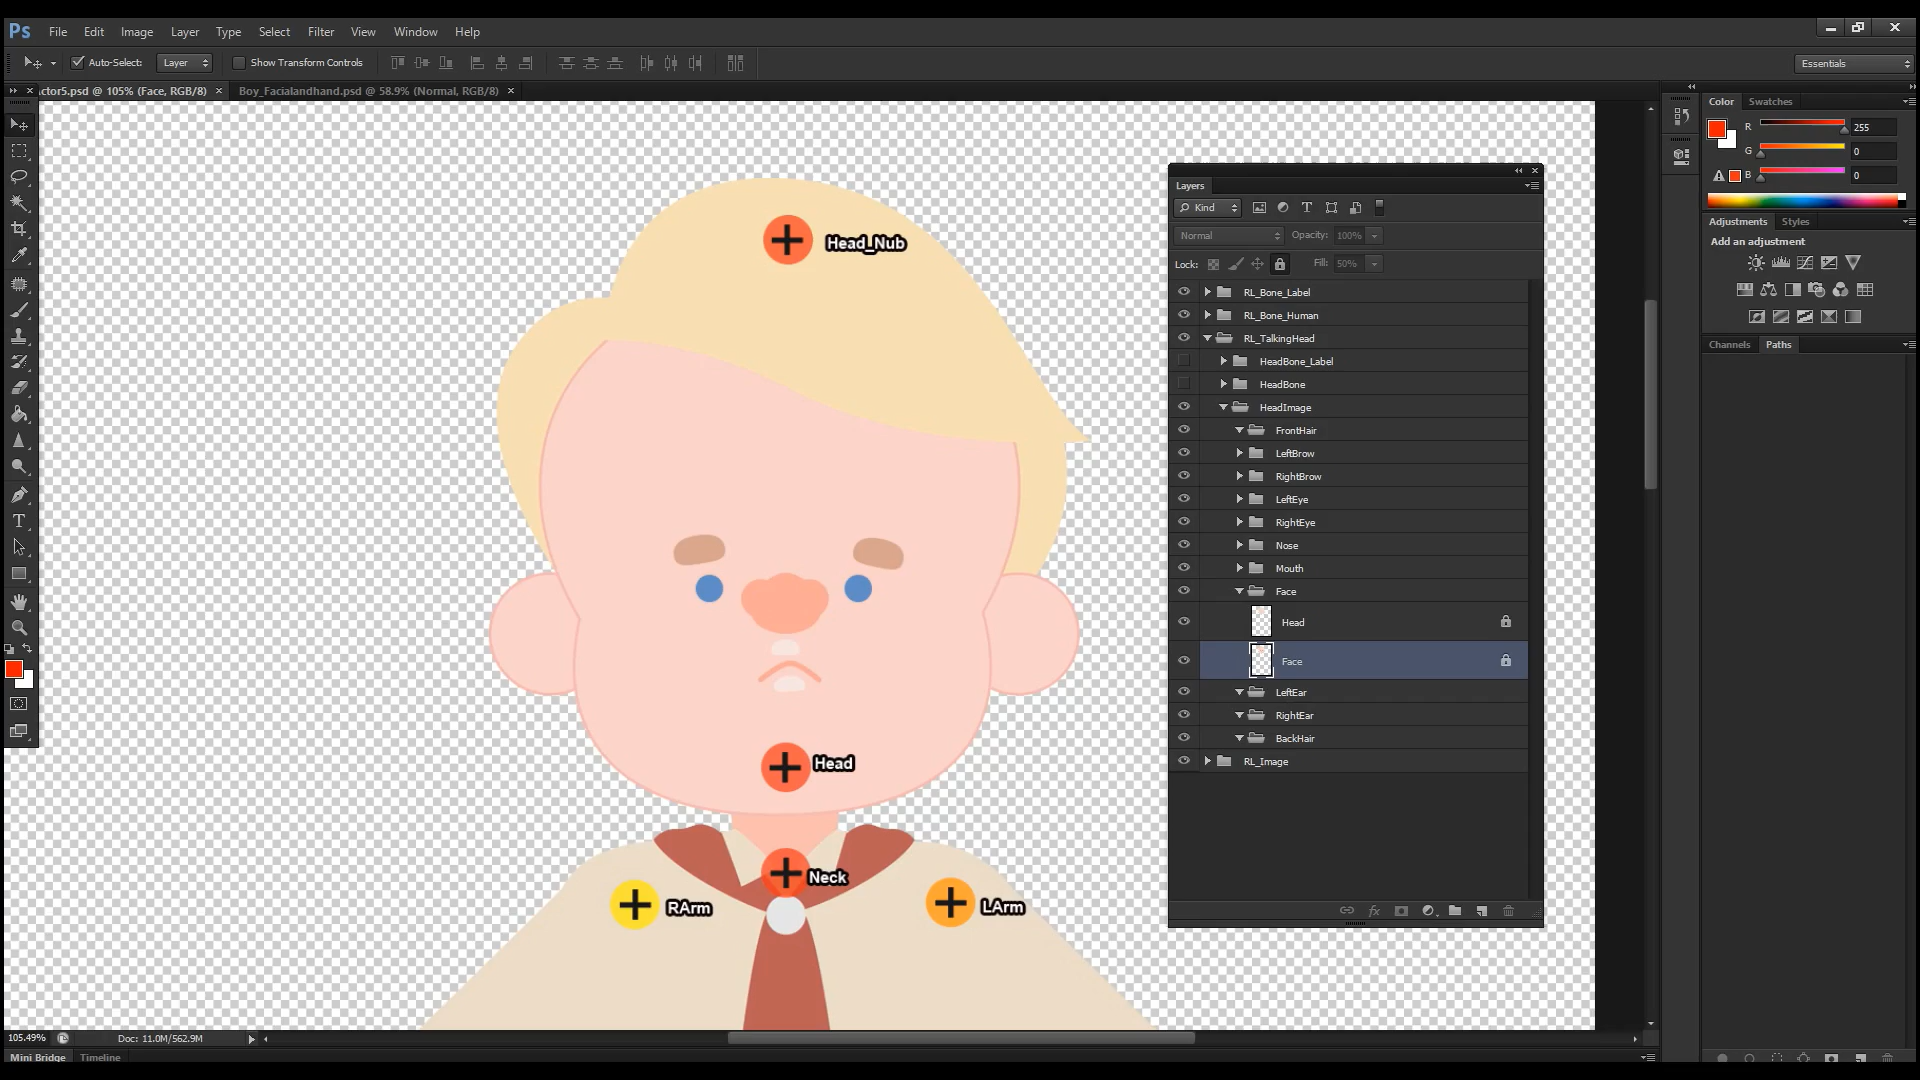 Ps File Edit Image Layer Type Select Filter View Window Help
Auto-Select: Layer Show Transform Controls
Essentials
ctor5.psd @ 105% (Face, RGB/8) × Boy_Facialandhand.psd @ 58.9% (Normal, RGB/8) ×
Color Swatches
R 255
G 0
B 0
Adjustments Styles
Add an adjustment
Channels Paths
Layers
Kind
Normal Opacity: 100%
Lock: Fill: 50%
RL_Bone_Label
RL_Bone_Human
RL_TalkingHead
HeadBone_Label
HeadBone
HeadImage
FrontHair
LeftBrow
RightBrow
LeftEye
RightEye
Nose
Mouth
Face
Head
Face
LeftEar
RightEar
BackHair
RL_Image
fx
Head_Nub
Head
Neck
RArm
LArm
105.49% Doc: 11.0M/562.9M
Mini Bridge Timeline